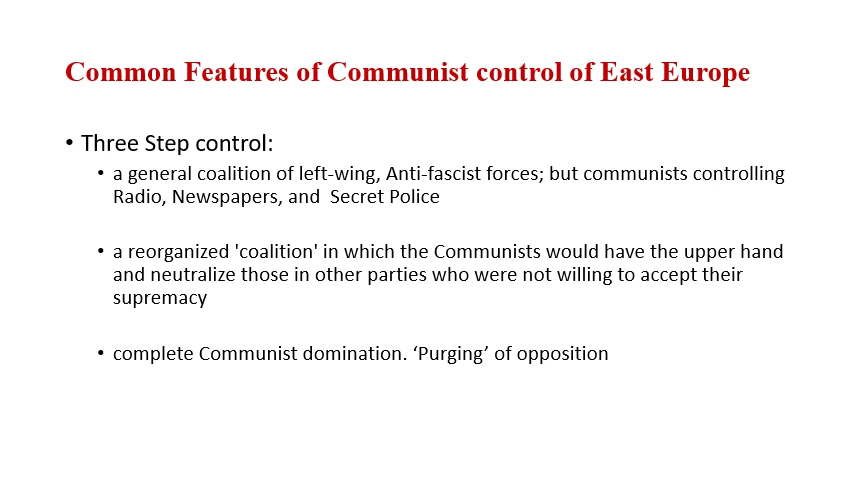 Common Features of Communist control of East Europe
• Three Step control:
• a general coalition of left-wing, Anti-fascist forces; but communists controlling
Radio, Newspapers, and  Secret Police
• a reorganized 'coalition' in which the Communists would have the upper hand
and neutralize those in other parties who were not willing to accept their
supremacy
• complete Communist domination. ‘Purging’ of opposition